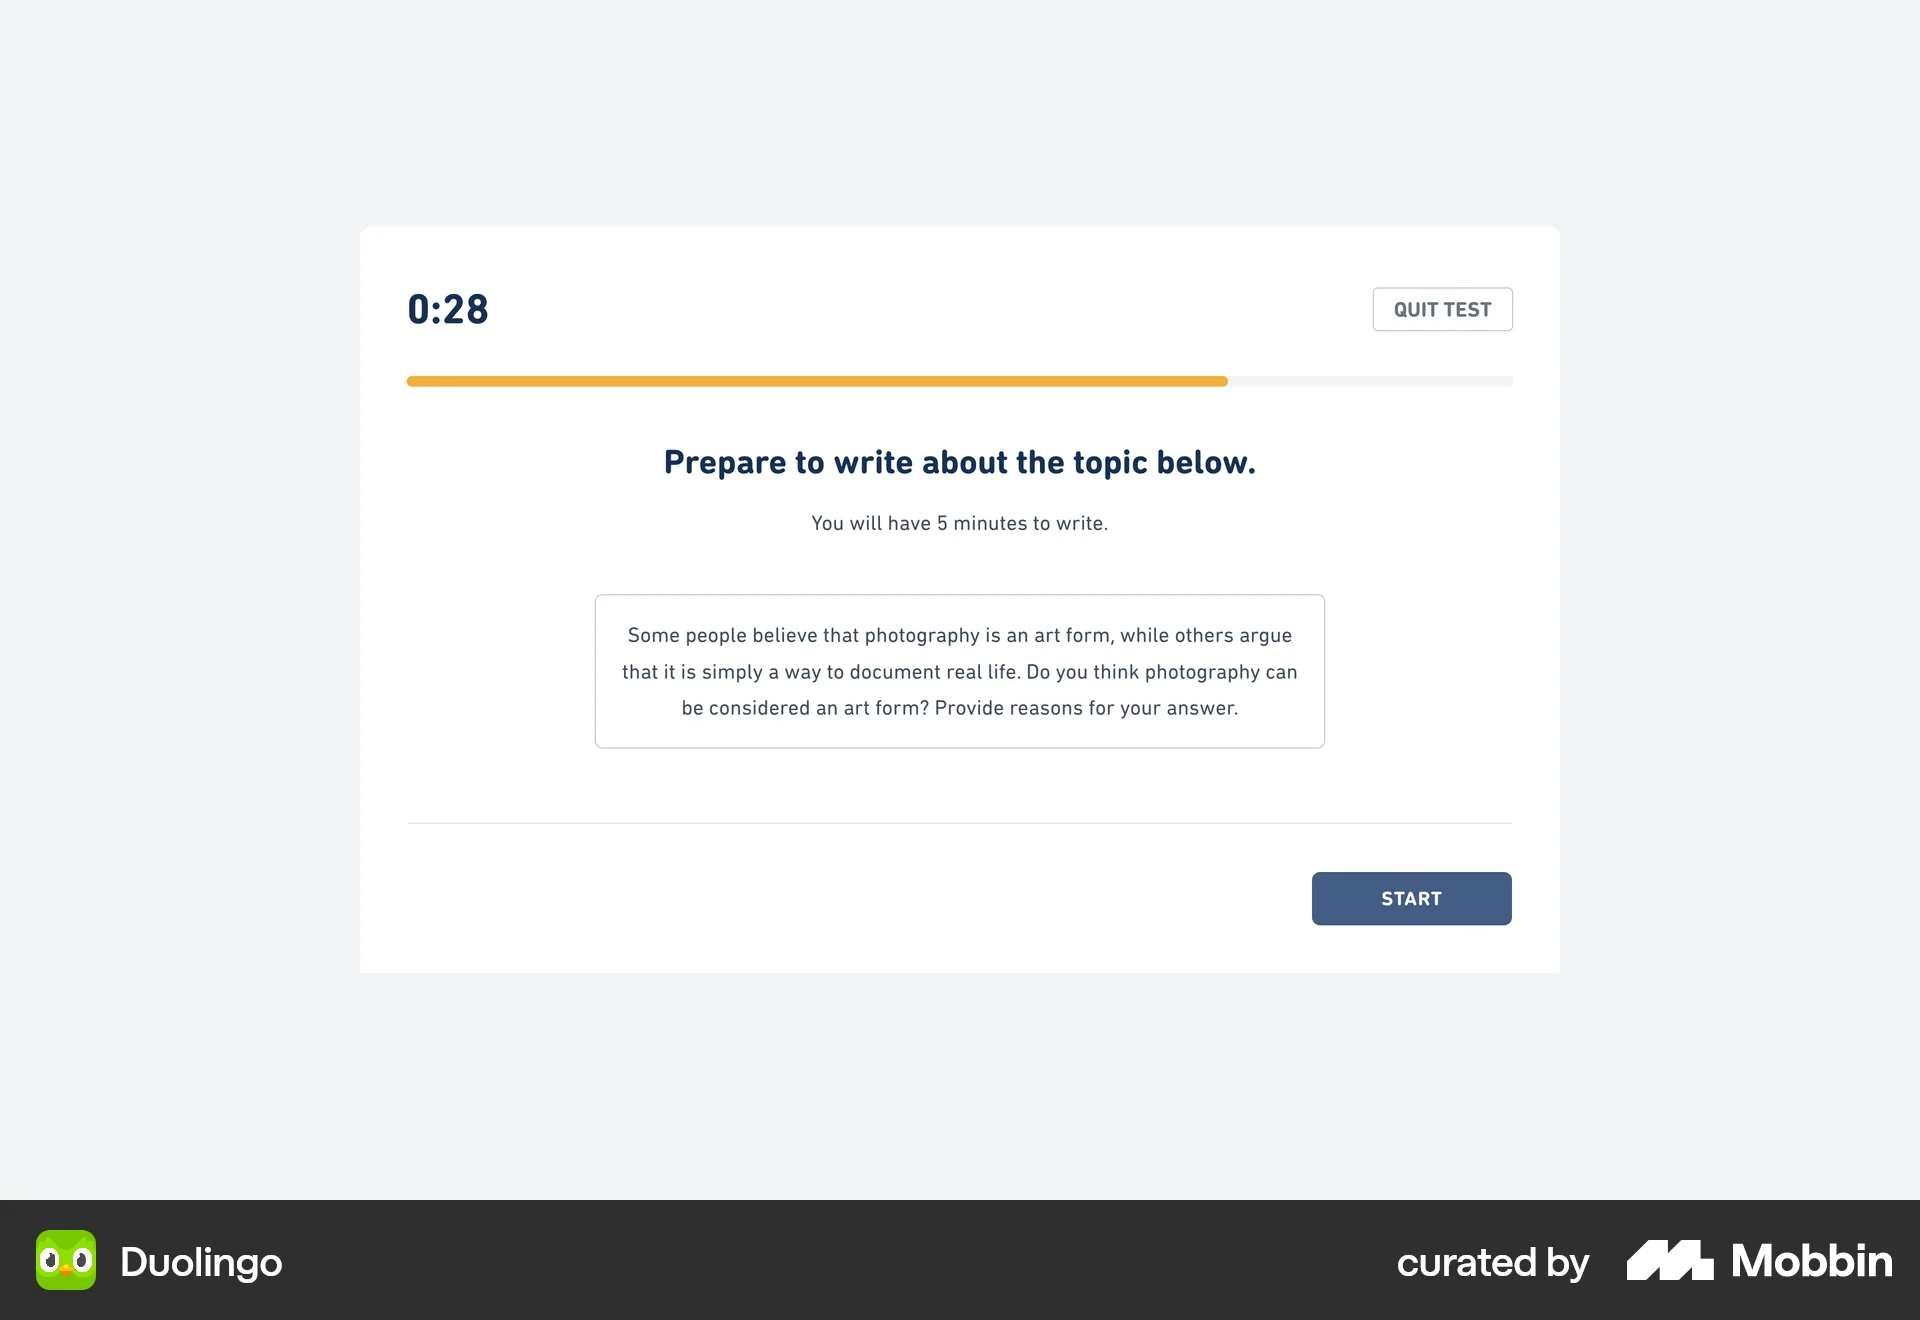 0:28
QUIT TEST
Prepare to write about the topic below.
You will have 5 minutes to write.
Some people believe that photography is an art form, while others argue
that it is simply a way to document real life. Do you think photography can
be considered an art form? Provide reasons for your answer.
START
Duolingo
curated by
Mobbin